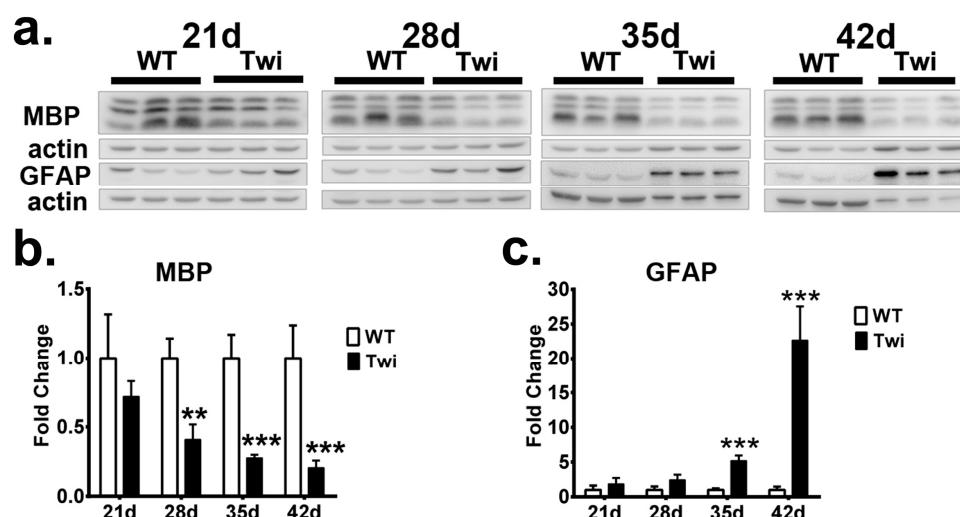 a.
21d 28d 35d 42d
WT Twi WT Twi WT Twi WT Twi
MBP
actin
GFAP
actin
b.
MBP
Fold Change
1.5
1.0
0.5
0.0
** *** ***
21d 28d 35d 42d
WT
Twi
c.
GFAP
Fold Change
30
25
20
15
10
5
0
*** ***
21d 28d 35d 42d
WT
Twi